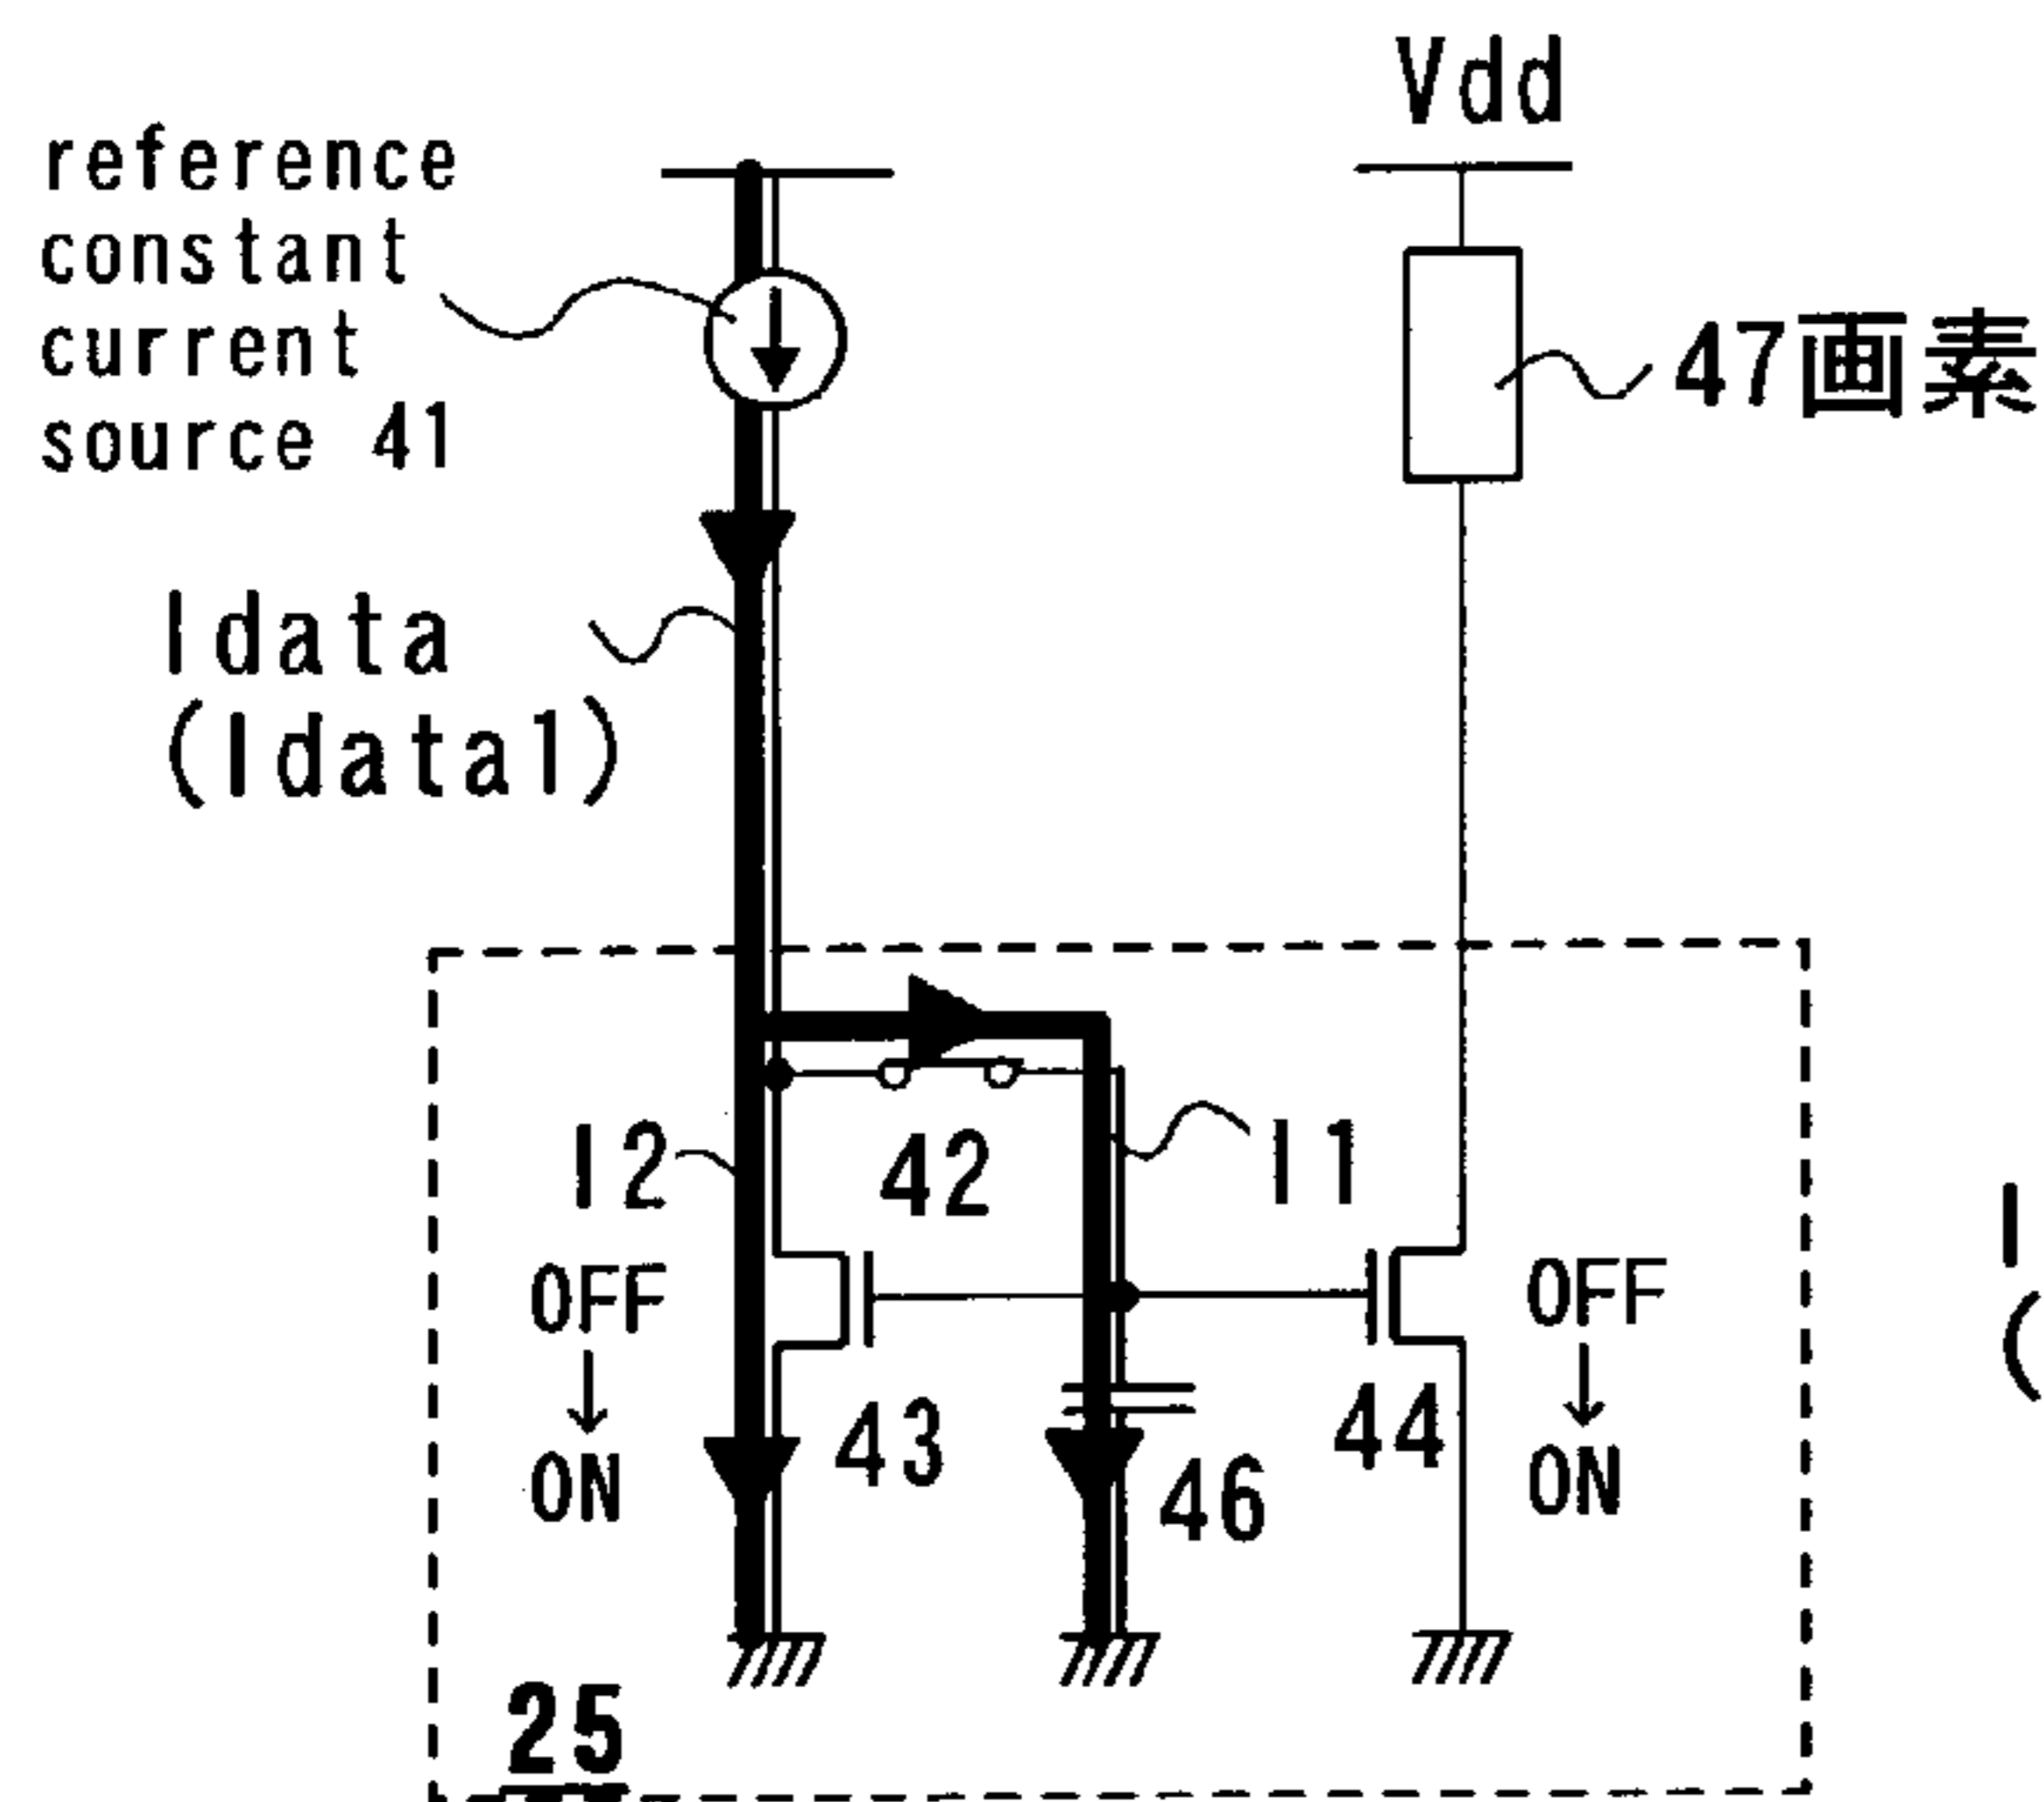 Vdd
reference
constant
current
source 41
47画素
Idata
(Idata1)
I2
42
I1
OFF
ON
43
46
44
OFF
ON
25
I
(